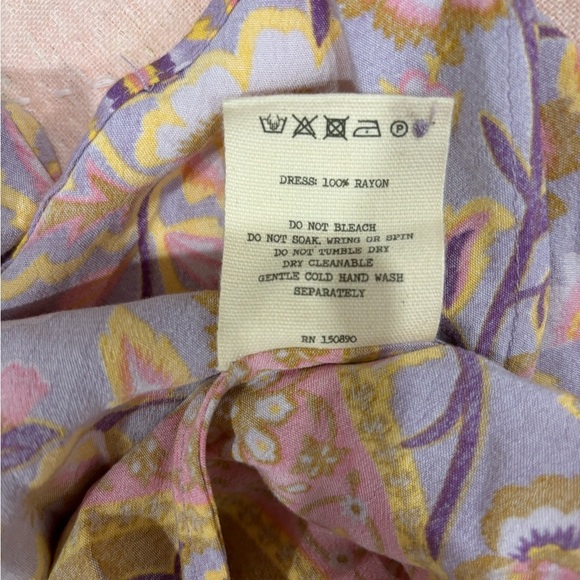 DRESS: 100% RAYON
DO NOT BLEACH
DO NOT SOAK, WRYNG OR SPIN
DO NOT TUMBLE DRY
DRY CLEANABLE
GENTLE COLD HAND WASH
SEPARATELY
RN 150890